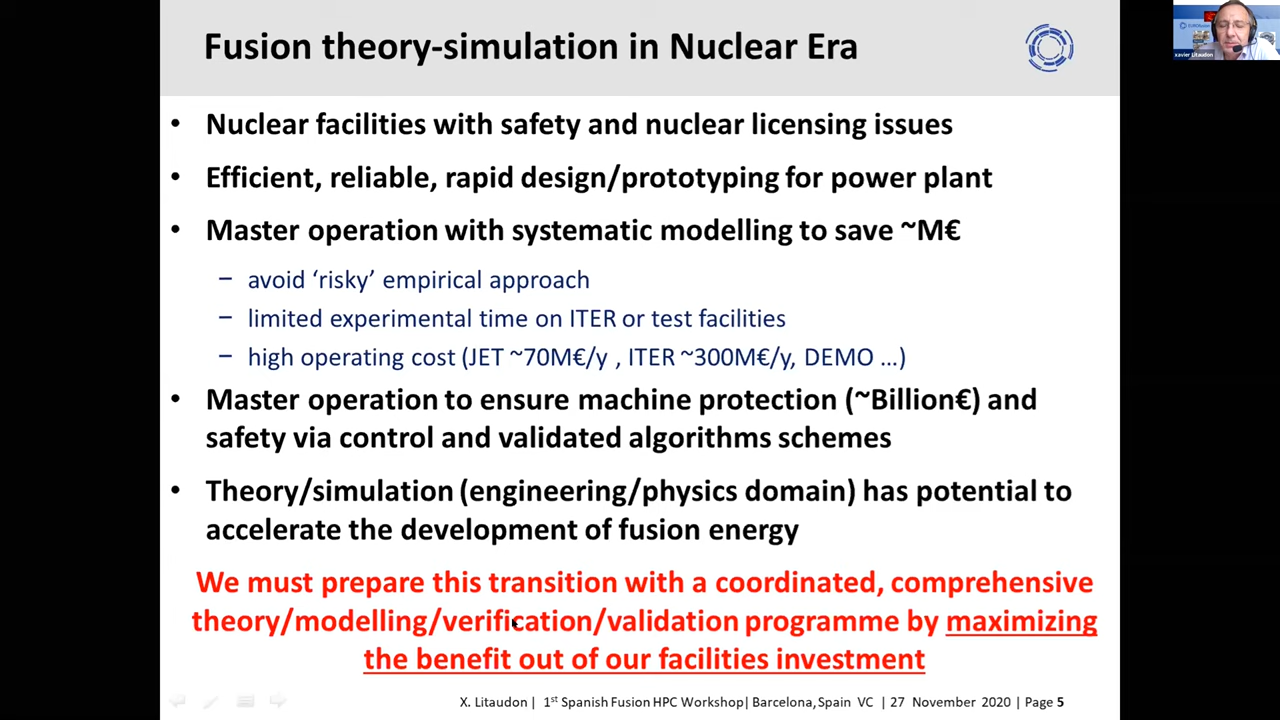 Fusion theory-simulation in Nuclear Era
• Nuclear facilities with safety and nuclear licensing issues
• Efficient, reliable, rapid design/prototyping for power plant
• Master operation with systematic modelling to save ~M€
– avoid ‘risky’ empirical approach
– limited experimental time on ITER or test facilities
– high operating cost (JET ~70M€/y , ITER ~300M€/y, DEMO …)
• Master operation to ensure machine protection (~Billion€) and
safety via control and validated algorithms schemes
• Theory/simulation (engineering/physics domain) has potential to
accelerate the development of fusion energy
We must prepare this transition with a coordinated, comprehensive
theory/modelling/verification/validation programme by maximizing
the benefit out of our facilities investment
X. Litaudon | 1st Spanish Fusion HPC Workshop| Barcelona, Spain VC | 27 November 2020 | Page 5
xavier Litaudon